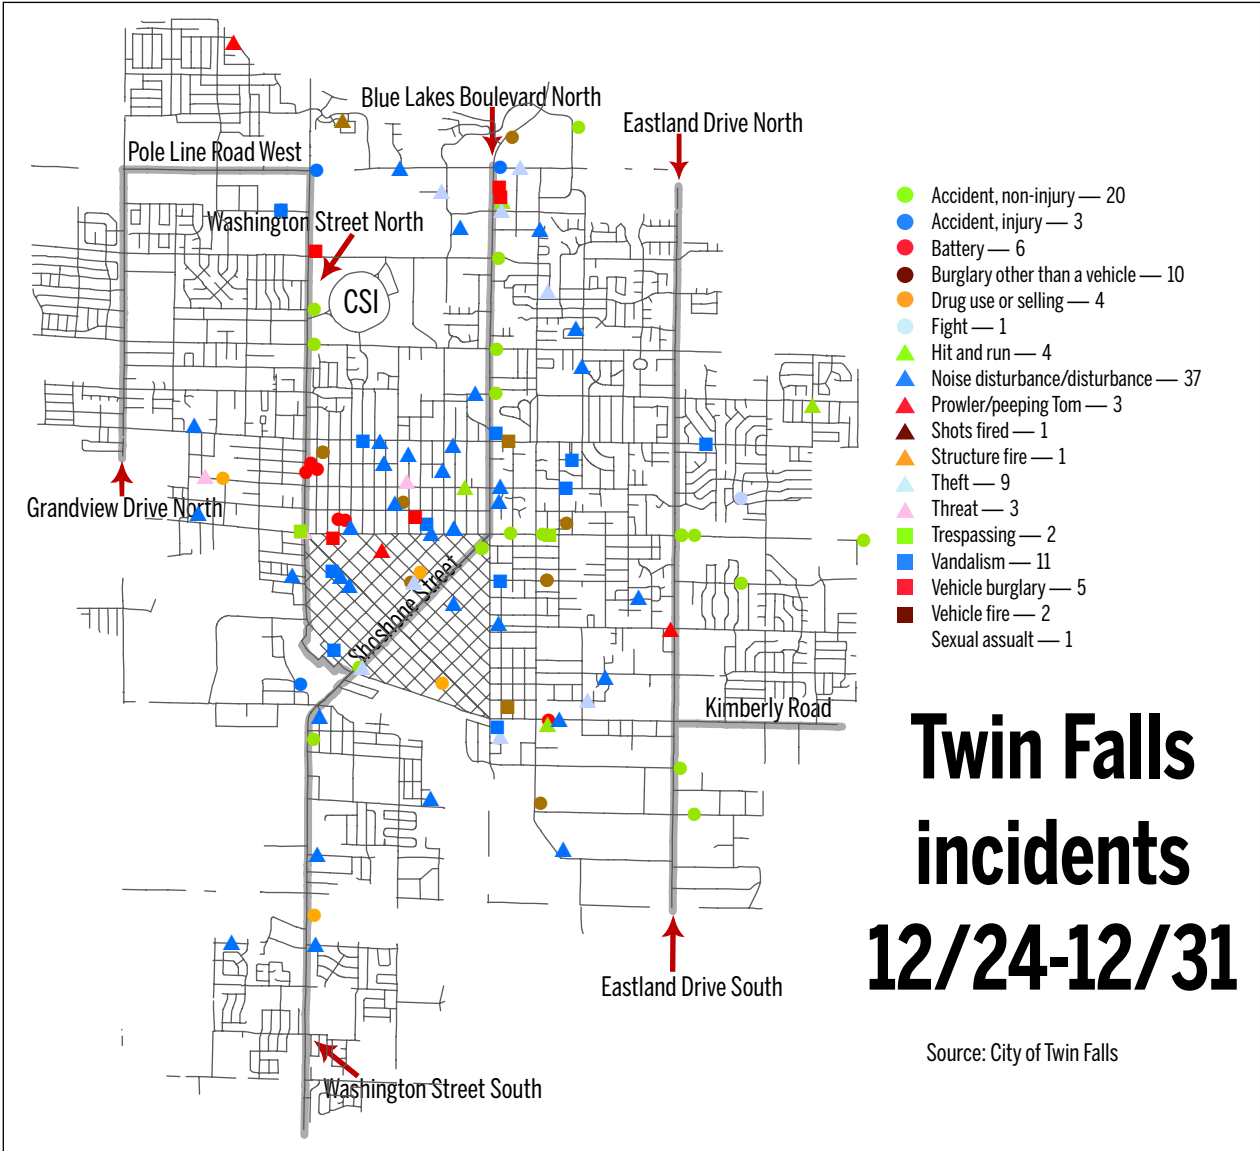 Blue Lakes Boulevard North
Eastland Drive North
Pole Line Road West
Washington Street North
CSI
Grandview Drive North
Shoshone Street
Kimberly Road
Eastland Drive South
Washington Street South
Accident, non-injury — 20
Accident, injury — 3
Battery — 6
Burglary other than a vehicle — 10
Drug use or selling — 4
Fight — 1
Hit and run — 4
Noise disturbance/disturbance — 37
Prowler/peeping Tom — 3
Shots fired — 1
Structure fire — 1
Theft — 9
Threat — 3
Trespassing — 2
Vandalism — 11
Vehicle burglary — 5
Vehicle fire — 2
Sexual assualt — 1
Twin Falls
incidents
12/24-12/31
Source: City of Twin Falls